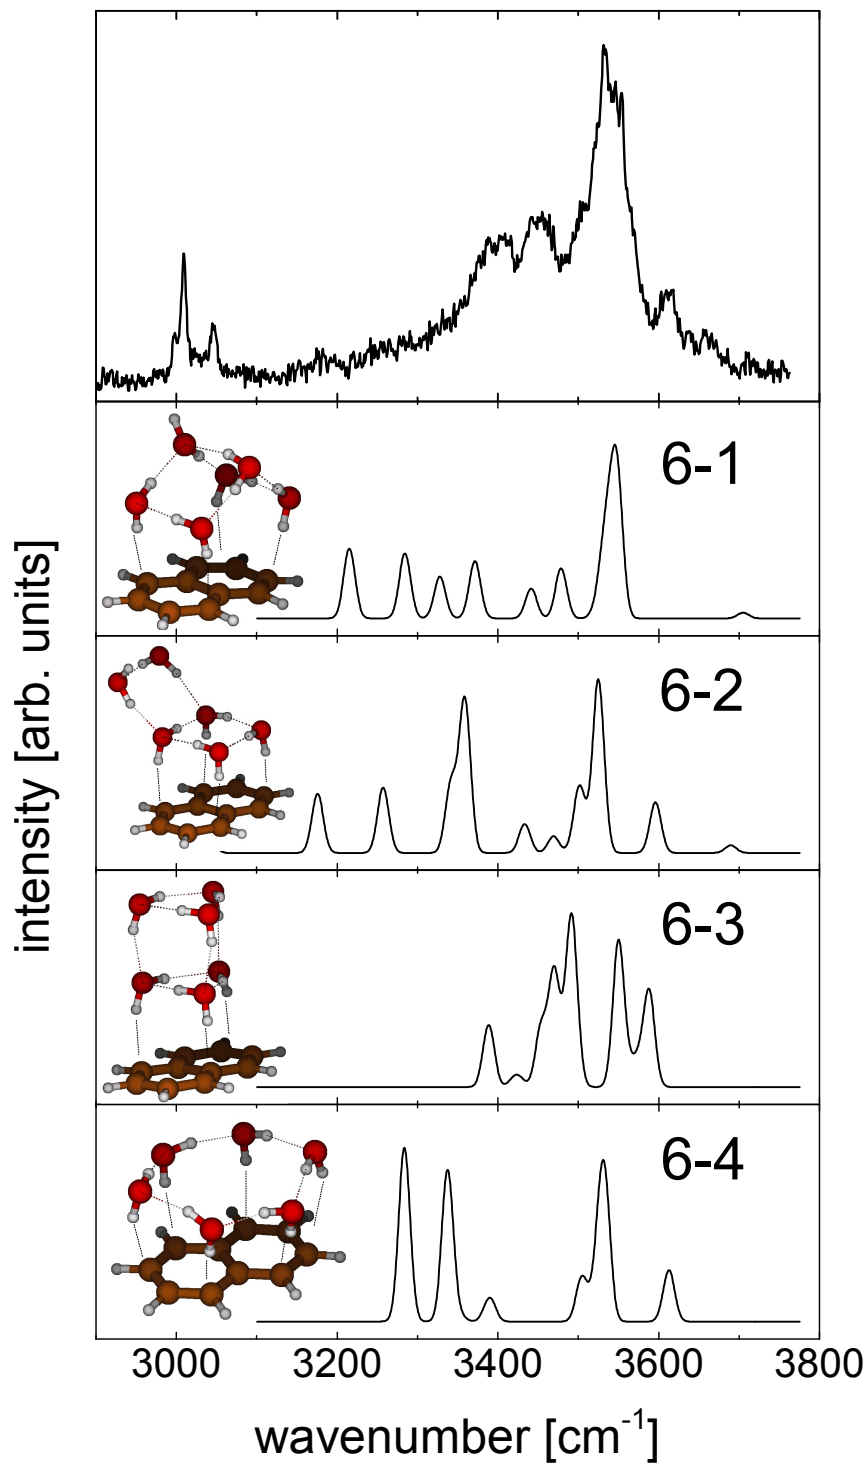 6-1
6-2
6-3
6-4
intensity [arb. units]
3000 3200 3400 3600 3800
wavenumber [cm⁻¹]